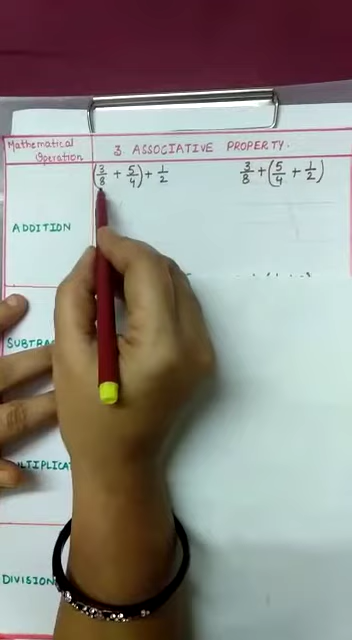 Mathematical Operation
3. ASSOCIATIVE PROPERTY.
(3/8 + 5/4) + 1/2
3/8 + (5/4 + 1/2)
ADDITION
DIVISION